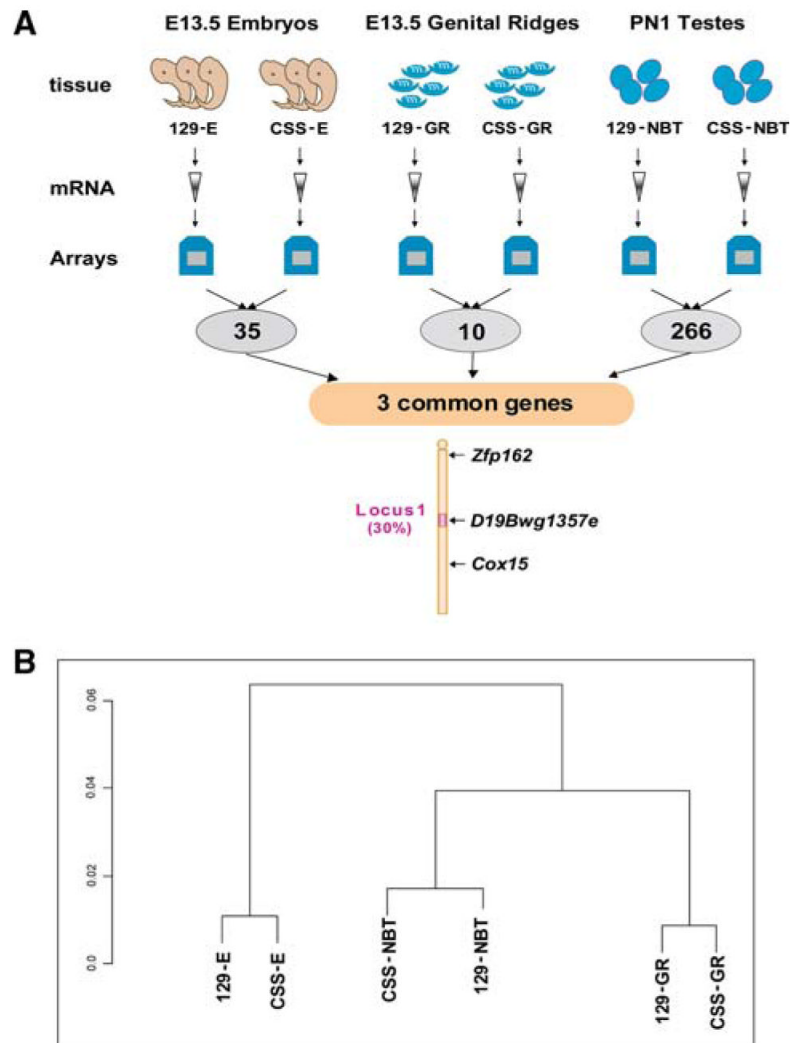 A
E13.5 Embryos E13.5 Genital Ridges PN1 Testes
tissue
129-E CSS-E 129-GR CSS-GR 129-NBT CSS-NBT
mRNA
Arrays
35 10 266
3 common genes
Zfp162
Locus1
(30%)
D19Bwg1357e
Cox15
B
0.06
0.04
0.02
0.0
129-E
CSS-E
CSS-NBT
129-NBT
129-GR
CSS-GR